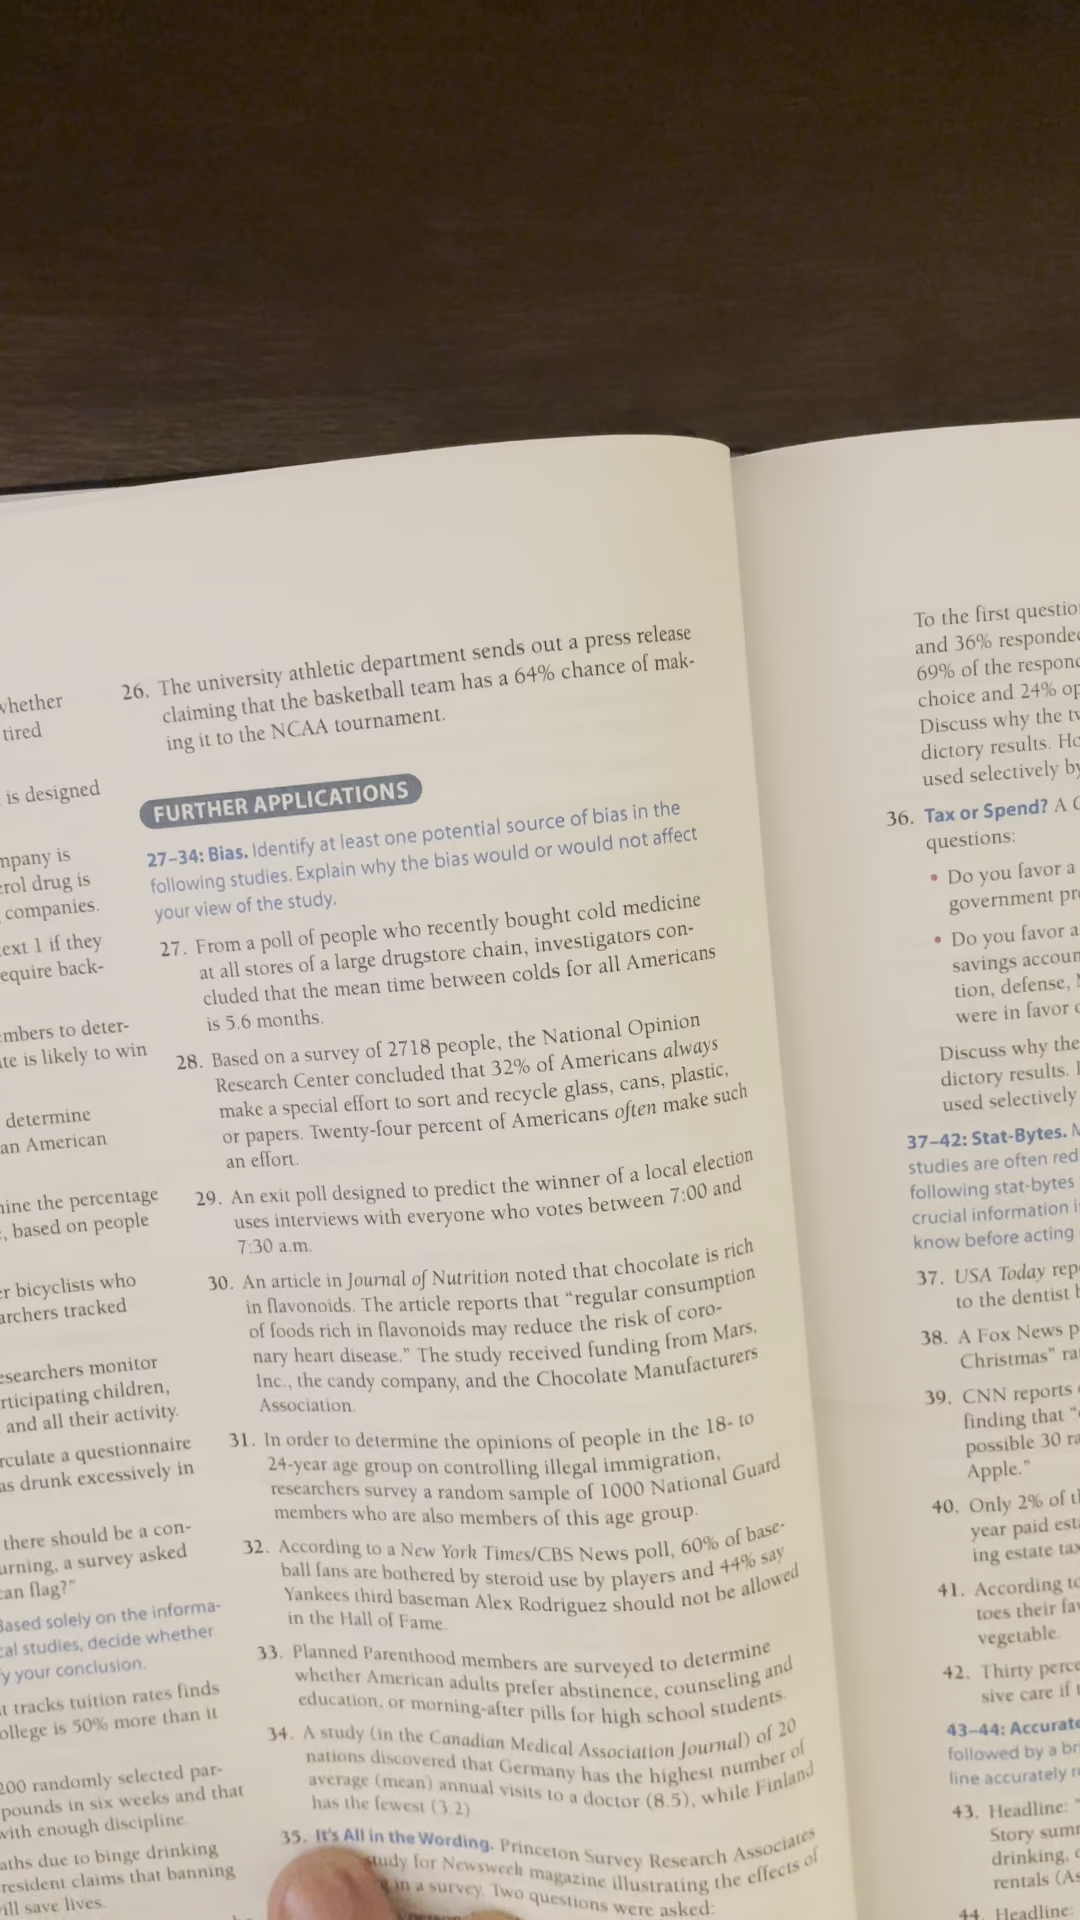 whether
tired
is designed
mpany is
rol drug is
companies.
ext 1 if they
equire back-
mbers to deter-
te is likely to win
determine
an American
nine the percentage
, based on people
r bicyclists who
archers tracked
esearchers monitor
rticipating children,
and all their activity.
rculate a questionnaire
as drunk excessively in
there should be a con-
urning, a survey asked
can flag?”
Based solely on the informa-
cal studies, decide whether
y your conclusion.
t tracks tuition rates finds
ollege is 50% more than it
200 randomly selected par-
pounds in six weeks and that
with enough discipline.
aths due to binge drinking
resident claims that banning
ill save lives.
26. The university athletic department sends out a press release
claiming that the basketball team has a 64% chance of mak-
ing it to the NCAA tournament.
FURTHER APPLICATIONS
27–34: Bias. Identify at least one potential source of bias in the
following studies. Explain why the bias would or would not affect
your view of the study.
27. From a poll of people who recently bought cold medicine
at all stores of a large drugstore chain, investigators con-
cluded that the mean time between colds for all Americans
is 5.6 months.
28. Based on a survey of 2718 people, the National Opinion
Research Center concluded that 32% of Americans always
make a special effort to sort and recycle glass, cans, plastic,
or papers. Twenty-four percent of Americans often make such
an effort.
29. An exit poll designed to predict the winner of a local election
uses interviews with everyone who votes between 7:00 and
7:30 a.m.
30. An article in Journal of Nutrition noted that chocolate is rich
in flavonoids. The article reports that “regular consumption
of foods rich in flavonoids may reduce the risk of coro-
nary heart disease.” The study received funding from Mars,
Inc., the candy company, and the Chocolate Manufacturers
Association.
31. In order to determine the opinions of people in the 18- to
24-year age group on controlling illegal immigration,
researchers survey a random sample of 1000 National Guard
members who are also members of this age group.
32. According to a New York Times/CBS News poll, 60% of base-
ball fans are bothered by steroid use by players and 44% say
Yankees third baseman Alex Rodriguez should not be allowed
in the Hall of Fame.
33. Planned Parenthood members are surveyed to determine
whether American adults prefer abstinence, counseling and
education, or morning-after pills for high school students.
34. A study (in the Canadian Medical Association Journal) of 20
nations discovered that Germany has the highest number of
average (mean) annual visits to a doctor (8.5), while Finland
has the fewest (3.2).
35. It's All in the Wording. Princeton Survey Research Associates
study for Newsweek magazine illustrating the effects of
in a survey. Two questions were asked:
To the first questio
and 36% responded
69% of the respond
choice and 24% op
Discuss why the tw
dictory results. Ho
used selectively by
36. Tax or Spend? A
questions:
• Do you favor a
government pr
• Do you favor a
savings accoun
tion, defense,
were in favor
Discuss why the
dictory results.
used selectively
37–42: Stat-Bytes.
studies are often red
following stat-bytes
crucial information i
know before acting
37. USA Today rep
to the dentist
38. A Fox News p
Christmas” ra
39. CNN reports
finding that “
possible 30 ra
Apple.”
40. Only 2% of t
year paid est
ing estate tax
41. According to
toes their fav
vegetable.
42. Thirty perce
sive care if
43–44: Accurate
followed by a br
line accurately r
43. Headline: “
Story sum
drinking,
rentals (As
44. Headline: